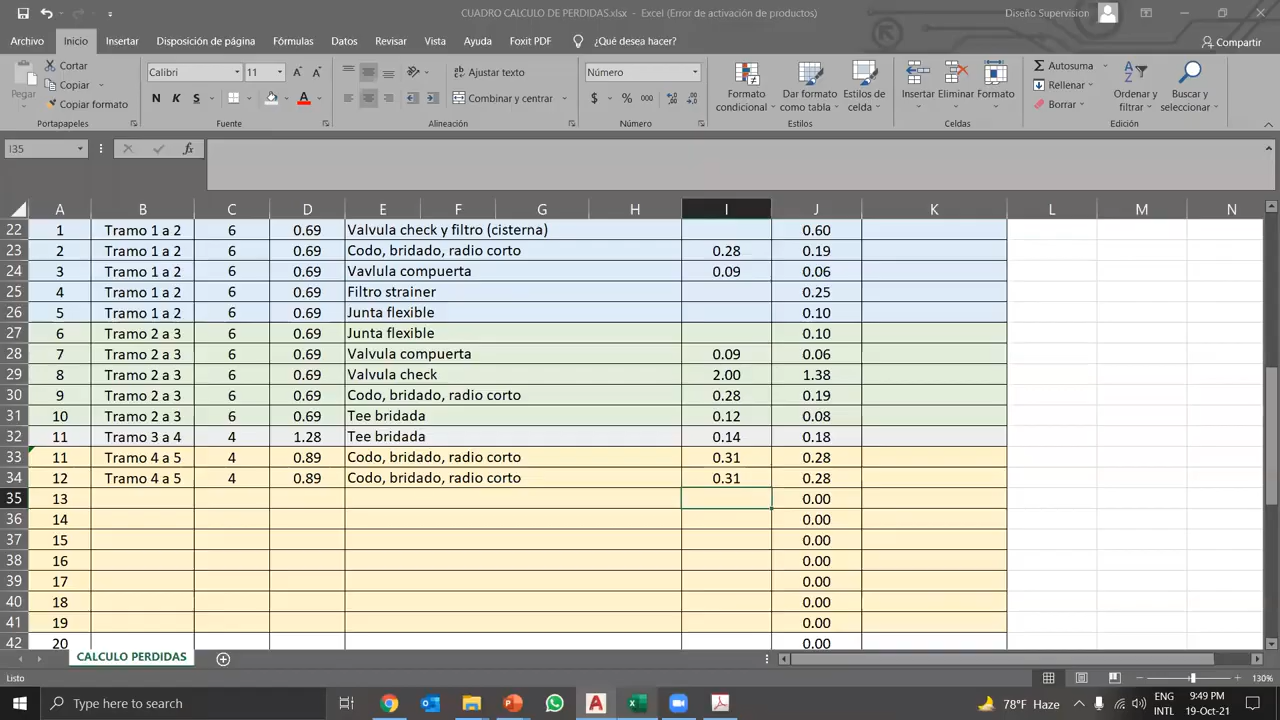 CUADRO CALCULO DE PERDIDAS.xlsx - Excel (Error de activación de productos)
Diseño Supervision
Archivo Inicio Insertar Disposición de página Fórmulas Datos Revisar Vista Ayuda Foxit PDF ¿Qué desea hacer? Compartir
Pegar Cortar Copiar Copiar formato
Calibri 11 N K S
Ajustar texto
Combinar y centrar
Número
$ % 000
Formato condicional Dar formato como tabla Estilos de celda
Insertar Eliminar Formato
Autosuma Rellenar Borrar
Ordenar y filtrar Buscar y seleccionar
Portapapeles Fuente Alineación Número Estilos Celdas Edición
I35 fx
A B C D E F G H I J K L M N
22 1 Tramo 1 a 2 6 0.69 Valvula check y filtro (cisterna) 0.60
23 2 Tramo 1 a 2 6 0.69 Codo, bridado, radio corto 0.28 0.19
24 3 Tramo 1 a 2 6 0.69 Vavlula compuerta 0.09 0.06
25 4 Tramo 1 a 2 6 0.69 Filtro strainer 0.25
26 5 Tramo 1 a 2 6 0.69 Junta flexible 0.10
27 6 Tramo 2 a 3 6 0.69 Junta flexible 0.10
28 7 Tramo 2 a 3 6 0.69 Valvula compuerta 0.09 0.06
29 8 Tramo 2 a 3 6 0.69 Valvula check 2.00 1.38
30 9 Tramo 2 a 3 6 0.69 Codo, bridado, radio corto 0.28 0.19
31 10 Tramo 2 a 3 6 0.69 Tee bridada 0.12 0.08
32 11 Tramo 3 a 4 4 1.28 Tee bridada 0.14 0.18
33 11 Tramo 4 a 5 4 0.89 Codo, bridado, radio corto 0.31 0.28
34 12 Tramo 4 a 5 4 0.89 Codo, bridado, radio corto 0.31 0.28
35 13 0.00
36 14 0.00
37 15 0.00
38 16 0.00
39 17 0.00
40 18 0.00
41 19 0.00
42 20 0.00
CALCULO PERDIDAS
Listo 130%
Type here to search
78°F Haze
ENG INTL
9:49 PM
19-Oct-21